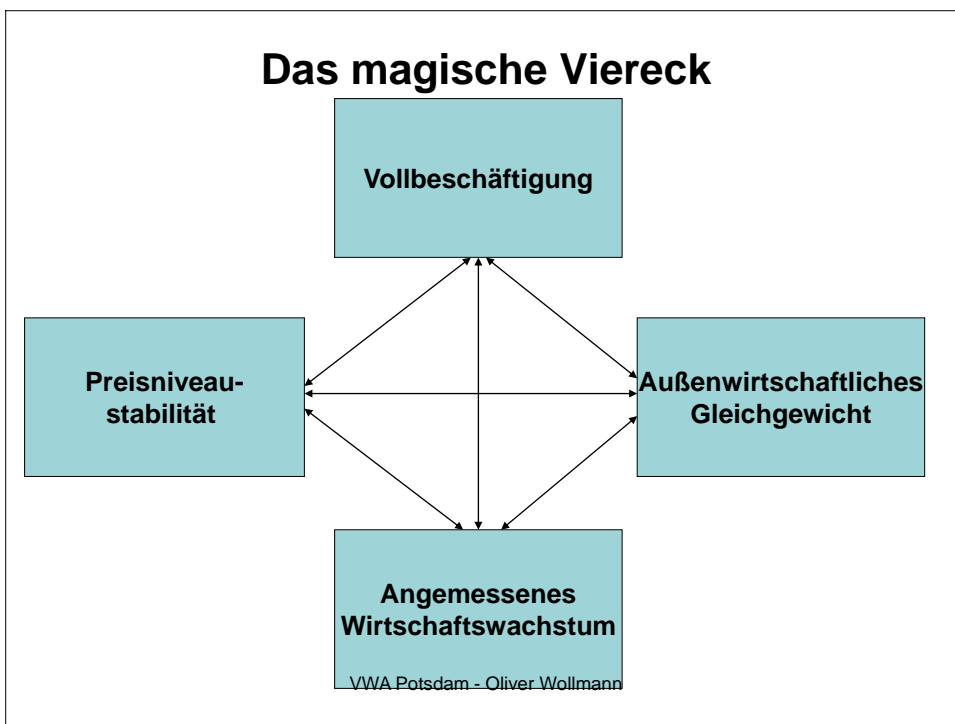 Das magische Viereck
Vollbeschäftigung
Preisniveau-
stabilität
Außenwirtschaftliches
Gleichgewicht
Angemessenes
Wirtschaftswachstum
VWA Potsdam - Oliver Wollmann